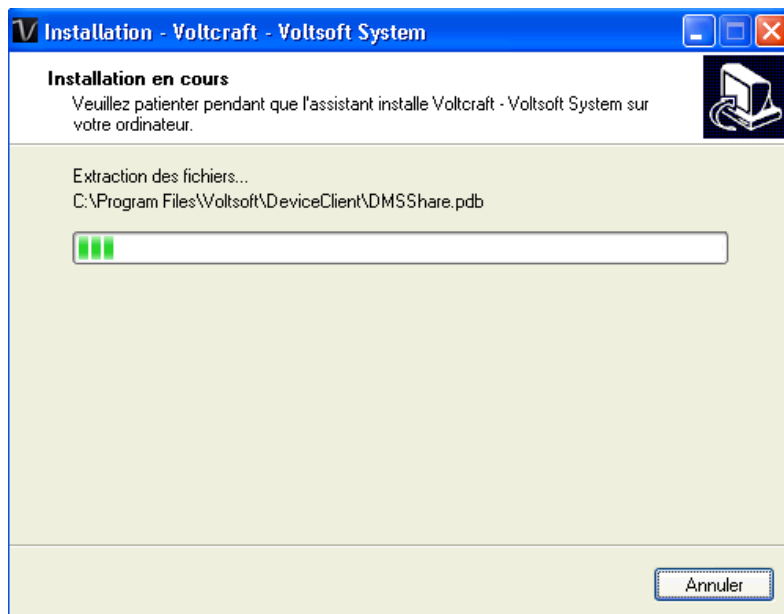 Installation - Voltcraft - Voltsoft System
Installation en cours
Veuillez patienter pendant que l'assistant installe Voltcraft - Voltsoft System sur
votre ordinateur.
Extraction des fichiers...
C:\Program Files\Voltsoft\DeviceClient\DMSShare.pdb
Annuler